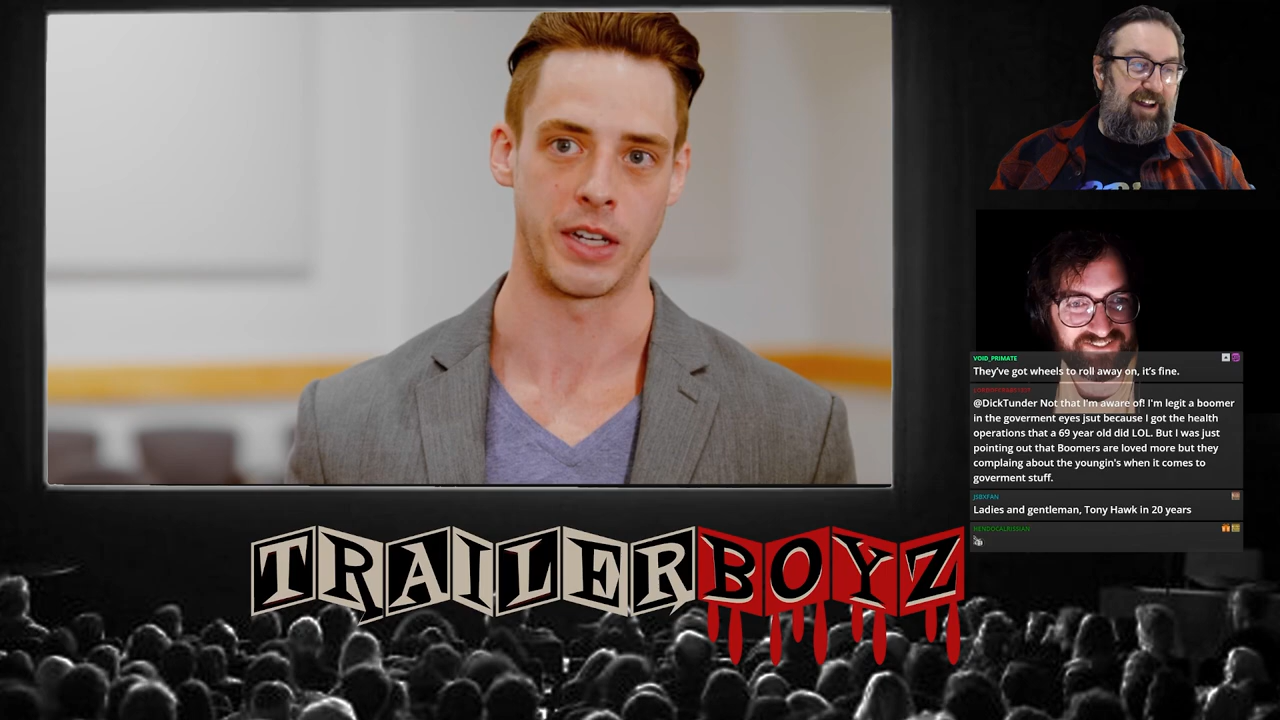 VOID_PRIMATE
They've got wheels to roll away on, it's fine.
@DickTunder Not that I'm aware of! I'm legit a boomer
in the goverment eyes jsut because I got the health
operations that a 69 year old did LOL. But I was just
pointing out that Boomers are loved more but they
complaing about the youngin's when it comes to
goverment stuff.
JSBXFAN
Ladies and gentleman, Tony Hawk in 20 years
HENDOCALRISSIAN
TRAILERBOYZ